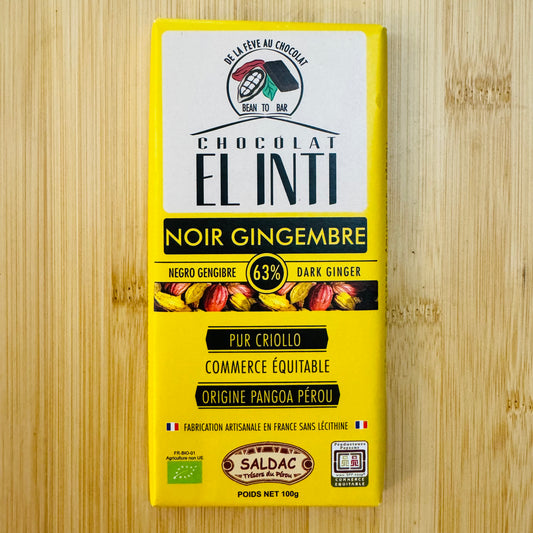 DE LA FÈVE AU CHOCOLAT
BEAN TO BAR
CHOCOLAT
EL INTI
NOIR GINGEMBRE
NEGRO GENGIBRE 63% DARK GINGER
PUR CRIOLLO
COMMERCE ÉQUITABLE
ORIGINE PANGOA PÉROU
FABRICATION ARTISANALE EN FRANCE SANS LÉCITHINE
FR-BIO-01
Agriculture non UE
SALDAC
Trésors du Pérou
POIDS NET 100g
Producteurs
Paysans
COMMERCE
ÉQUITABLE